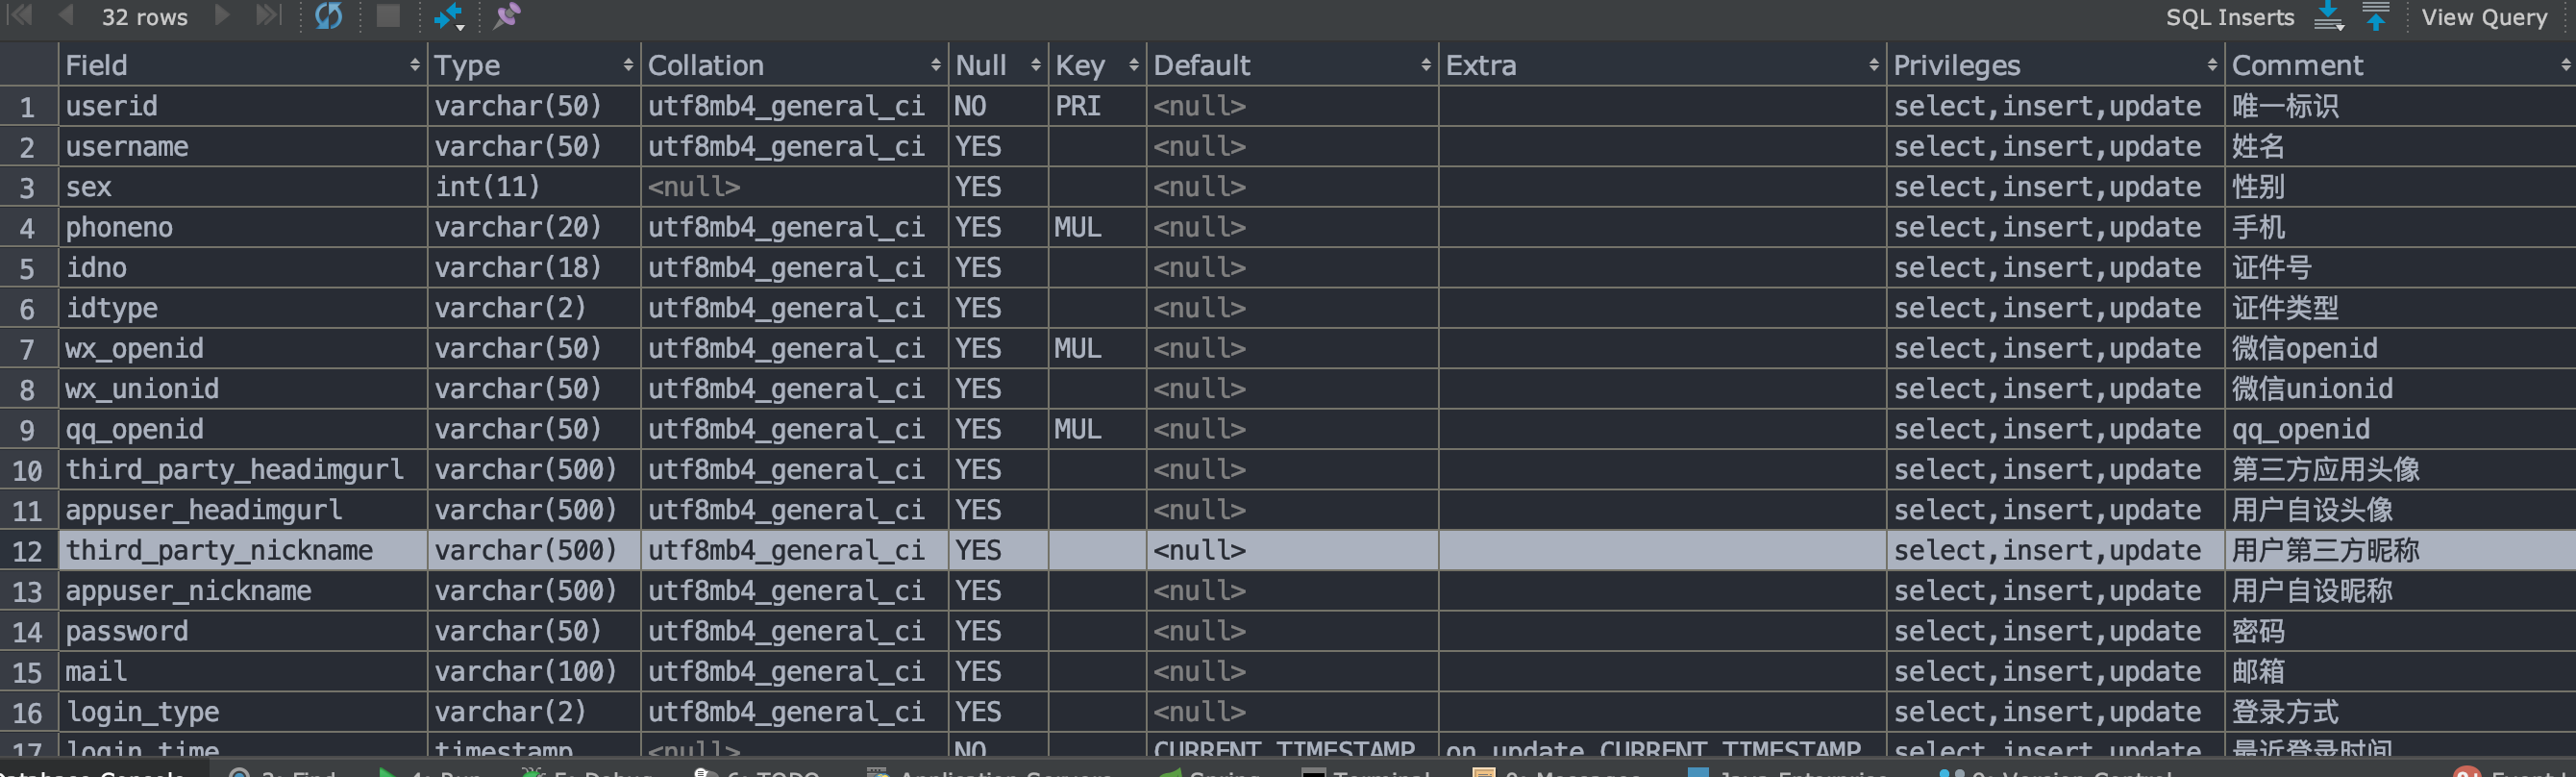 32 rows SQL Inserts View Query
Field Type Collation Null Key Default Extra Privileges Comment
1 userid varchar(50) utf8mb4_general_ci NO PRI <null> select,insert,update 唯一标识
2 username varchar(50) utf8mb4_general_ci YES <null> select,insert,update 姓名
3 sex int(11) <null> YES <null> select,insert,update 性别
4 phoneno varchar(20) utf8mb4_general_ci YES MUL <null> select,insert,update 手机
5 idno varchar(18) utf8mb4_general_ci YES <null> select,insert,update 证件号
6 idtype varchar(2) utf8mb4_general_ci YES <null> select,insert,update 证件类型
7 wx_openid varchar(50) utf8mb4_general_ci YES MUL <null> select,insert,update 微信openid
8 wx_unionid varchar(50) utf8mb4_general_ci YES <null> select,insert,update 微信unionid
9 qq_openid varchar(50) utf8mb4_general_ci YES MUL <null> select,insert,update qq_openid
10 third_party_headimgurl varchar(500) utf8mb4_general_ci YES <null> select,insert,update 第三方应用头像
11 appuser_headimgurl varchar(500) utf8mb4_general_ci YES <null> select,insert,update 用户自设头像
12 third_party_nickname varchar(500) utf8mb4_general_ci YES <null> select,insert,update 用户第三方昵称
13 appuser_nickname varchar(500) utf8mb4_general_ci YES <null> select,insert,update 用户自设昵称
14 password varchar(50) utf8mb4_general_ci YES <null> select,insert,update 密码
15 mail varchar(100) utf8mb4_general_ci YES <null> select,insert,update 邮箱
16 login_type varchar(2) utf8mb4_general_ci YES <null> select,insert,update 登录方式
17 login_time timestamp <null> NO CURRENT_TIMESTAMP on update CURRENT_TIMESTAMP select,insert,update 最近登录时间
Database Console 3: Find 4: Run 5: Debug 6: TODO Application Servers Spring Terminal 0: Messages Java Enterprise 9: Version Control Event